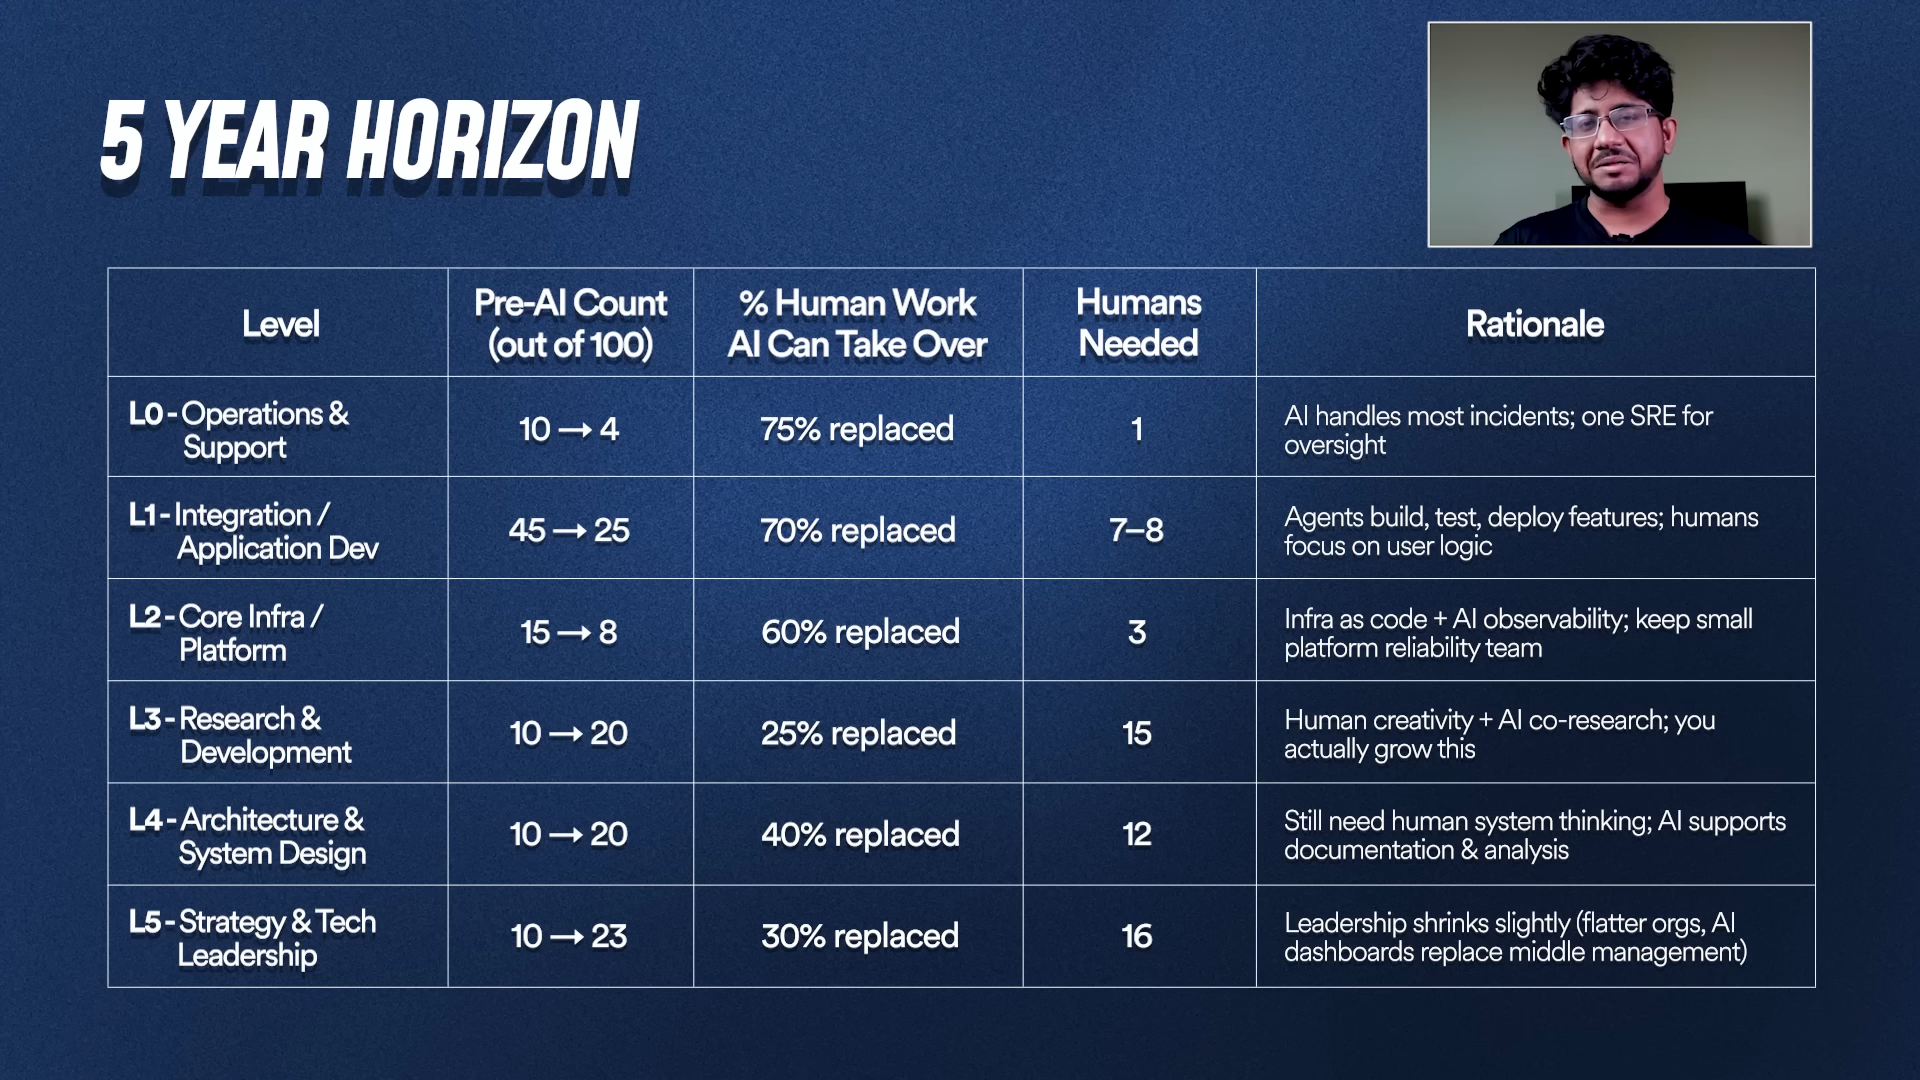 5 YEAR HORIZON
Level
Pre-AI Count
(out of 100)
% Human Work
AI Can Take Over
Humans
Needed
Rationale
L0 - Operations &
Support
10 → 4
75% replaced
1
AI handles most incidents; one SRE for
oversight
L1 - Integration /
Application Dev
45 → 25
70% replaced
7–8
Agents build, test, deploy features; humans
focus on user logic
L2 - Core Infra /
Platform
15 → 8
60% replaced
3
Infra as code + AI observability; keep small
platform reliability team
L3 - Research &
Development
10 → 20
25% replaced
15
Human creativity + AI co-research; you
actually grow this
L4 - Architecture &
System Design
10 → 20
40% replaced
12
Still need human system thinking; AI supports
documentation & analysis
L5 - Strategy & Tech
Leadership
10 → 23
30% replaced
16
Leadership shrinks slightly (flatter orgs, AI
dashboards replace middle management)